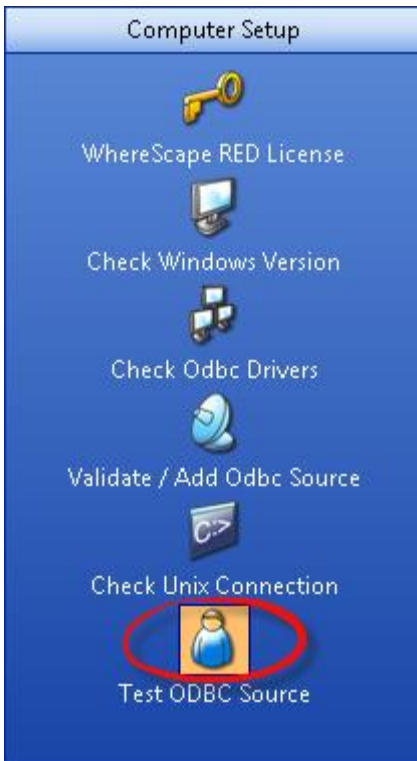 Computer Setup
WhereScape RED License
Check Windows Version
Check Odbc Drivers
Validate / Add Odbc Source
C:>
Check Unix Connection
Test ODBC Source